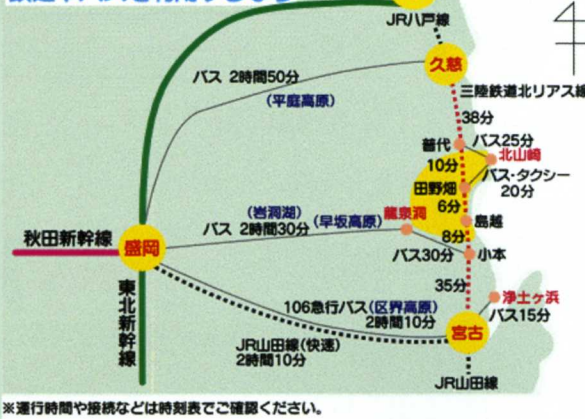 JR八戸線
久慈
バス 2時間50分
(平庭高原)
三陸鉄道北リアス線
38分
普代
バス25分
北山崎
10分
バス・タクシー
20分
田野畑
6分
(岩洞湖)
龍泉洞
島越
バス 2時間30分
(早坂高原)
8分
秋田新幹線
盛岡
バス30分
小本
35分
浄土ヶ浜
バス15分
東北新幹線
106急行バス(区界高原)
2時間10分
宮古
JR山田線(快速)
2時間10分
JR山田線
※運行時間や接続などは時刻表でご確認ください。